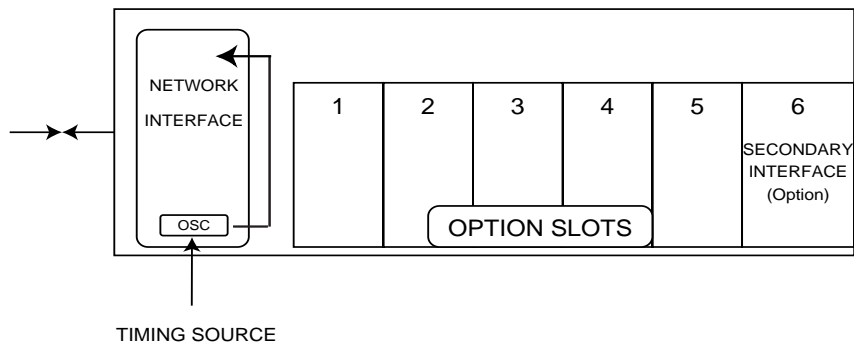 NETWORK
INTERFACE
OSC
1
2
3
4
5
6
SECONDARY
INTERFACE
(Option)
OPTION SLOTS
TIMING SOURCE